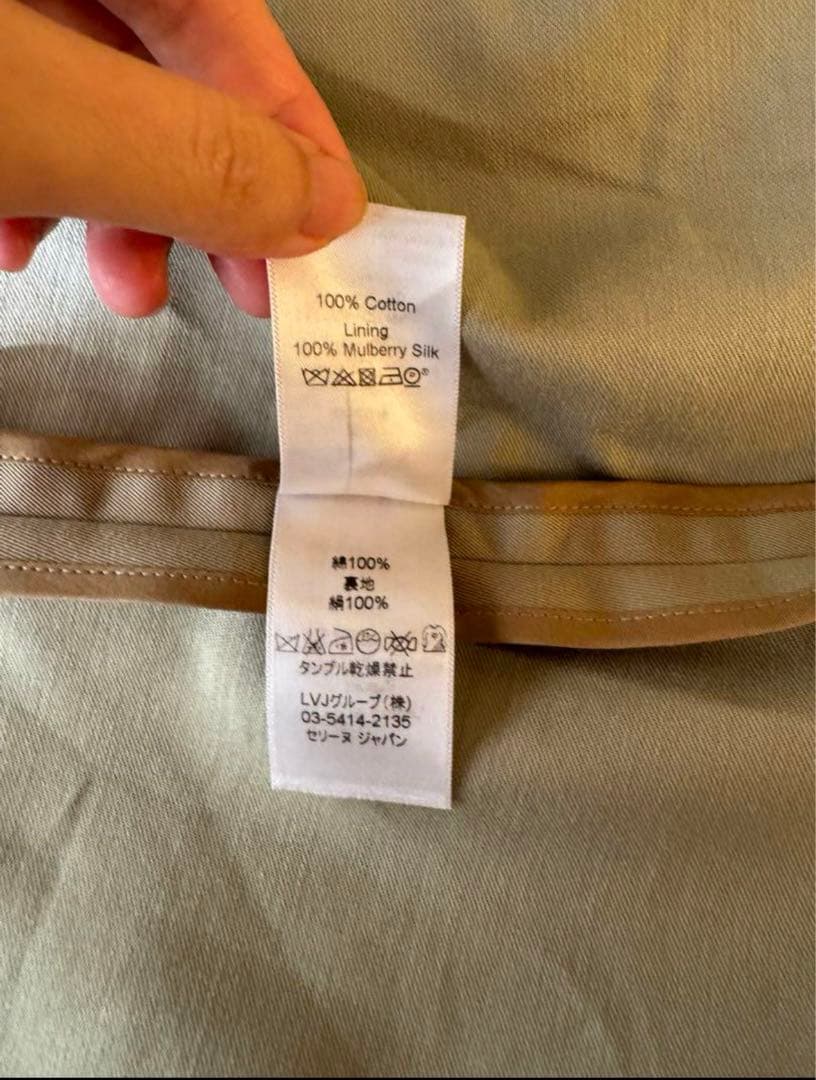 100% Cotton
Lining
100% Mulberry Silk
綿100%
裏地
絹100%
タンブル乾燥禁止
LVJグループ(株)
03-5414-2135
セリーヌ ジャパン